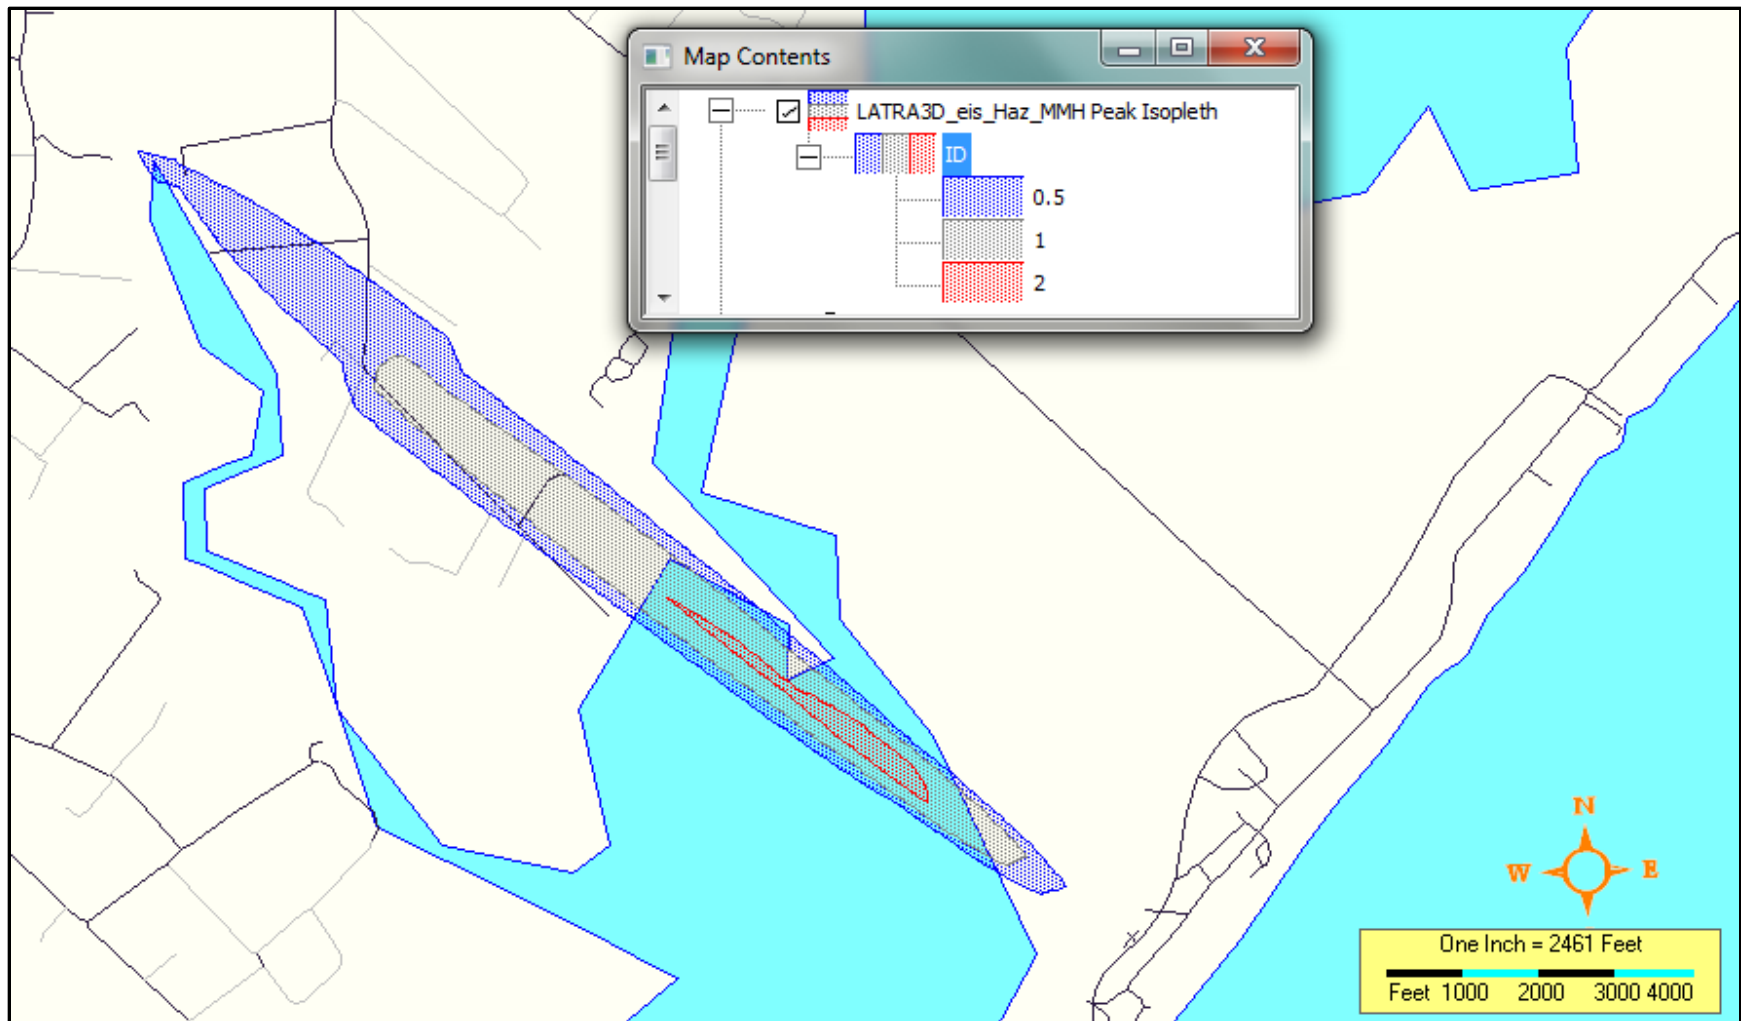 Map Contents
LATRA3D_eis_Haz_MMH Peak Isopleth
ID
0.5
1
2
N
W E
S
One Inch = 2461 Feet
Feet 1000 2000 3000 4000